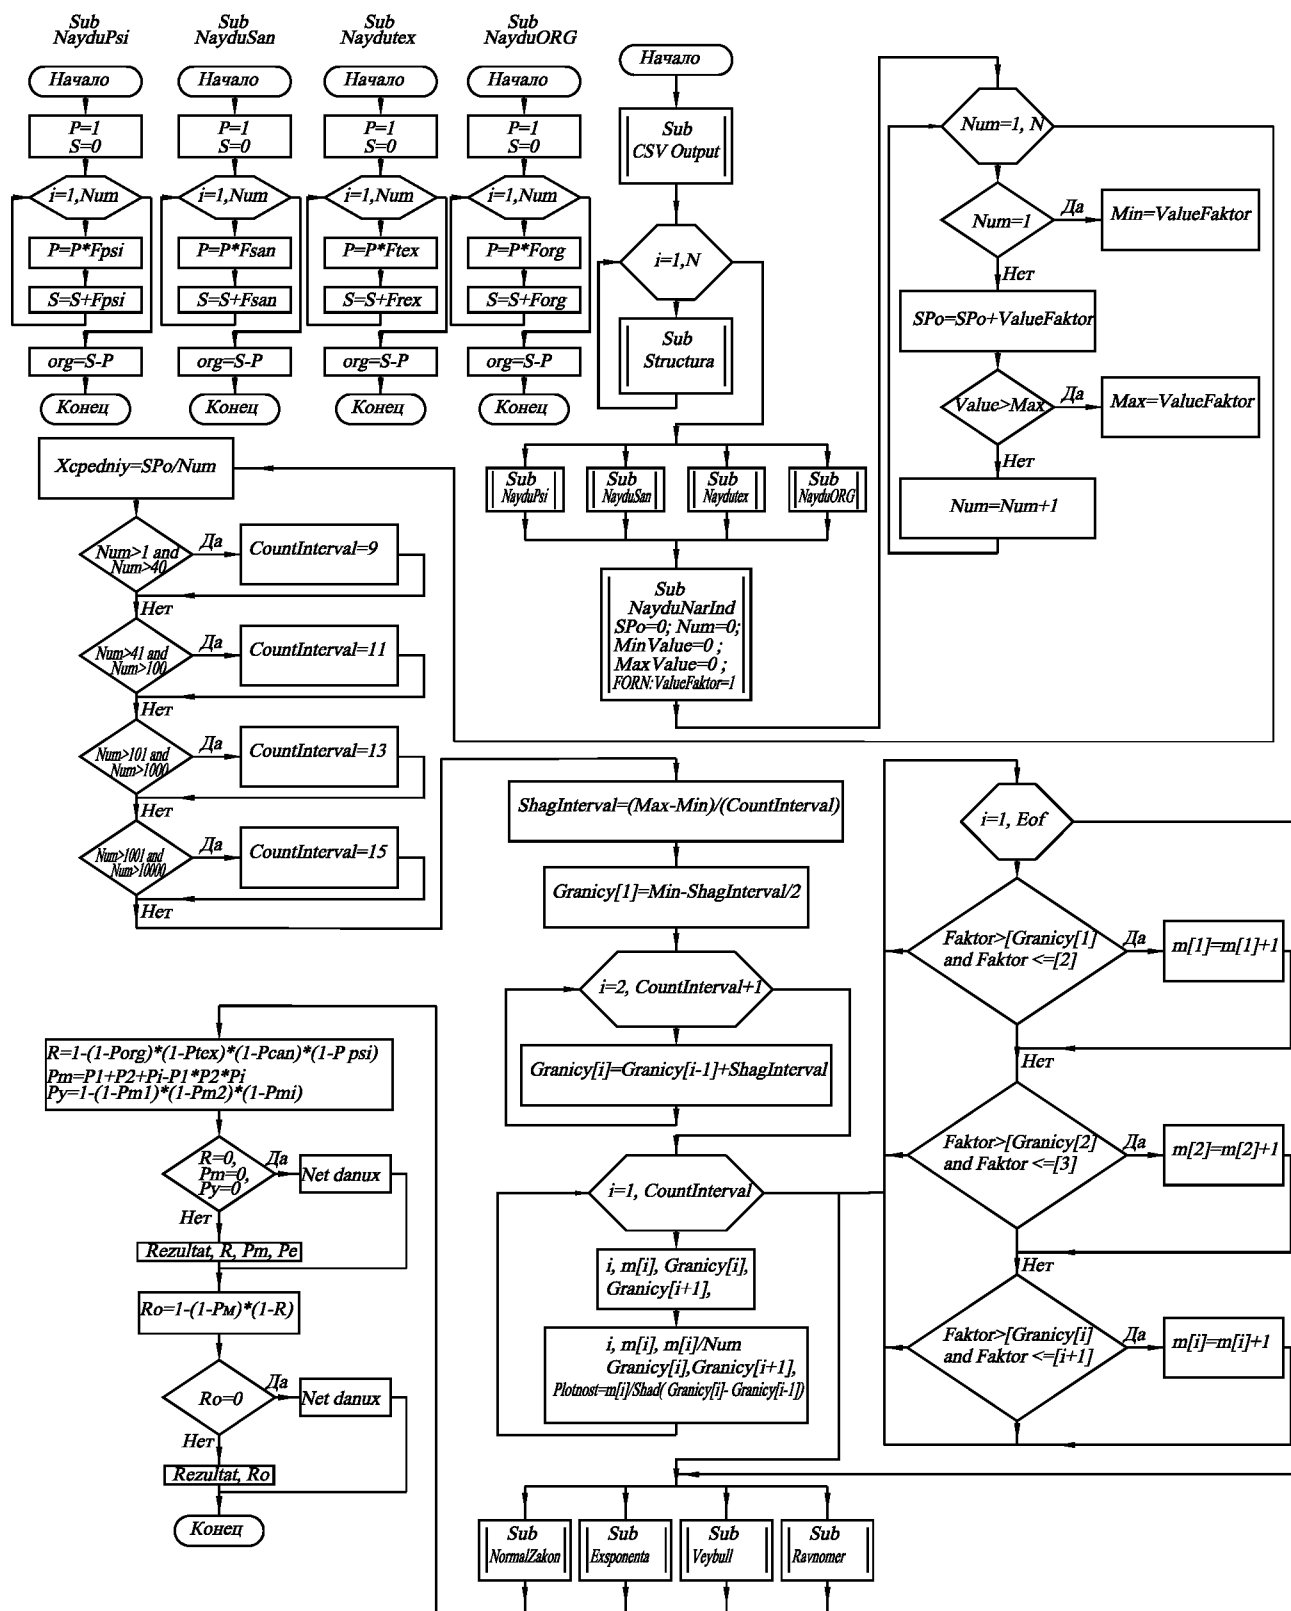 Sub
NayduPsi
Начало
P=1
S=0
i=1,Num
P=P*Fpsi
S=S+Fpsi
org=S-P
Конец
Sub
NayduSan
Начало
P=1
S=0
i=1,Num
P=P*Fsan
S=S+Fsan
org=S-P
Конец
Sub
Naydutex
Начало
P=1
S=0
i=1,Num
P=P*Ftex
S=S+Frex
org=S-P
Конец
Sub
NayduORG
Начало
P=1
S=0
i=1,Num
P=P*Forg
S=S+Forg
org=S-P
Конец
Начало
Sub
CSV Output
i=1,N
Sub
Structura
Sub
NayduPsi
Sub
NayduSan
Sub
Naydutex
Sub
NayduORG
Sub
NayduNarInd
SPo=0; Num=0;
MinValue=0 ;
MaxValue=0 ;
FORN:ValueFaktor=1
Num=1, N
Num=1
Да
Min=ValueFaktor
Нет
SPo=SPo+ValueFaktor
Value>Max
Да
Max=ValueFaktor
Нет
Num=Num+1
Xcpedniy=SPo/Num
Num>1 and
Num>40
Да
CountInterval=9
Нет
Num>41 and
Num>100
Да
CountInterval=11
Нет
Num>101 and
Num>1000
Да
CountInterval=13
Нет
Num>1001 and
Num>10000
Да
CountInterval=15
Нет
ShagInterval=(Max-Min)/(CountInterval)
Granicy[1]=Min-ShagInterval/2
i=2, CountInterval+1
Granicy[i]=Granicy[i-1]+ShagInterval
i=1, CountInterval
i, m[i], Granicy[i],
Granicy[i+1],
i, m[i], m[i]/Num
Granicy[i],Granicy[i+1],
Plotnost=m[i]/Shad( Granicy[i]- Granicy[i-1])
i=1, Eof
Faktor>[Granicy[1]
and Faktor <=[2]
Да
m[1]=m[1]+1
Нет
Faktor>[Granicy[2]
and Faktor <=[3]
Да
m[2]=m[2]+1
Нет
Faktor>[Granicy[i]
and Faktor <=[i+1]
Да
m[i]=m[i]+1
Sub
NormalZakon
Sub
Exsponenta
Sub
Veybull
Sub
Ravnomer
R=1-(1-Porg)*(1-Ptex)*(1-Pcan)*(1-P psi)
Pm=P1+P2+Pi-P1*P2*Pi
Py=1-(1-Pm1)*(1-Pm2)*(1-Pmi)
R=0,
Pm=0,
Py=0
Да
Net danux
Нет
Rezultat, R, Pm, Pe
Ro=1-(1-Pм)*(1-R)
Ro=0
Да
Net danux
Нет
Rezultat, Ro
Конец